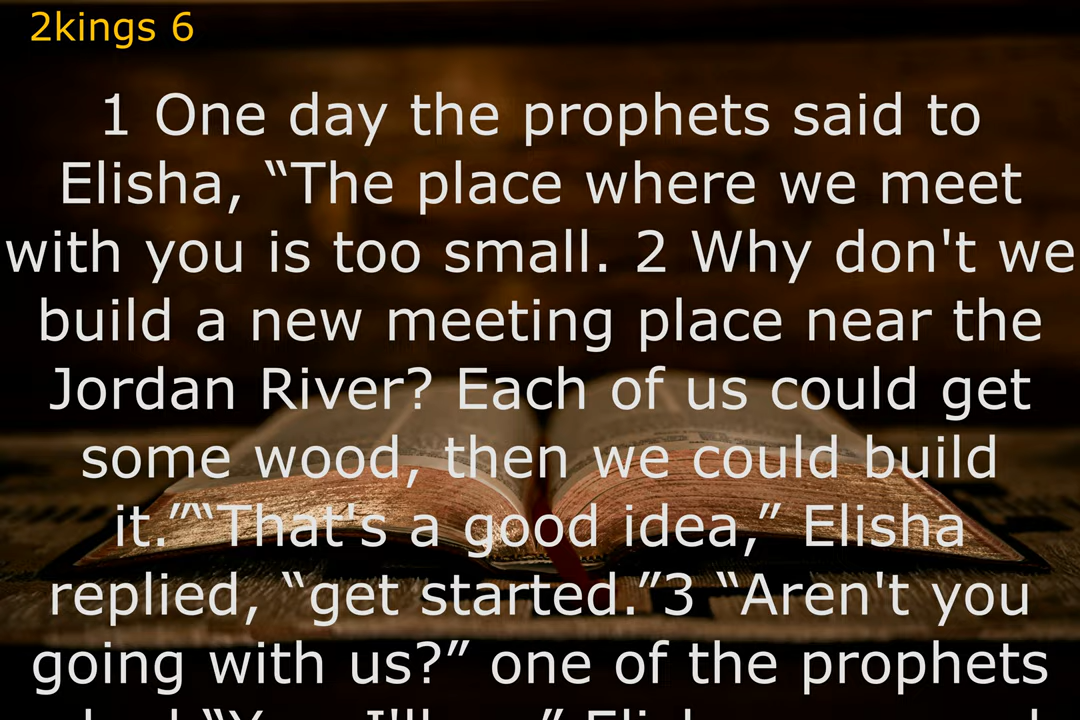 2kings 6
1 One day the prophets said to
Elisha, “The place where we meet
with you is too small. 2 Why don't we
build a new meeting place near the
Jordan River? Each of us could get
some wood, then we could build
it.”“That's a good idea,” Elisha
replied, “get started.”3 “Aren't you
going with us?” one of the prophets